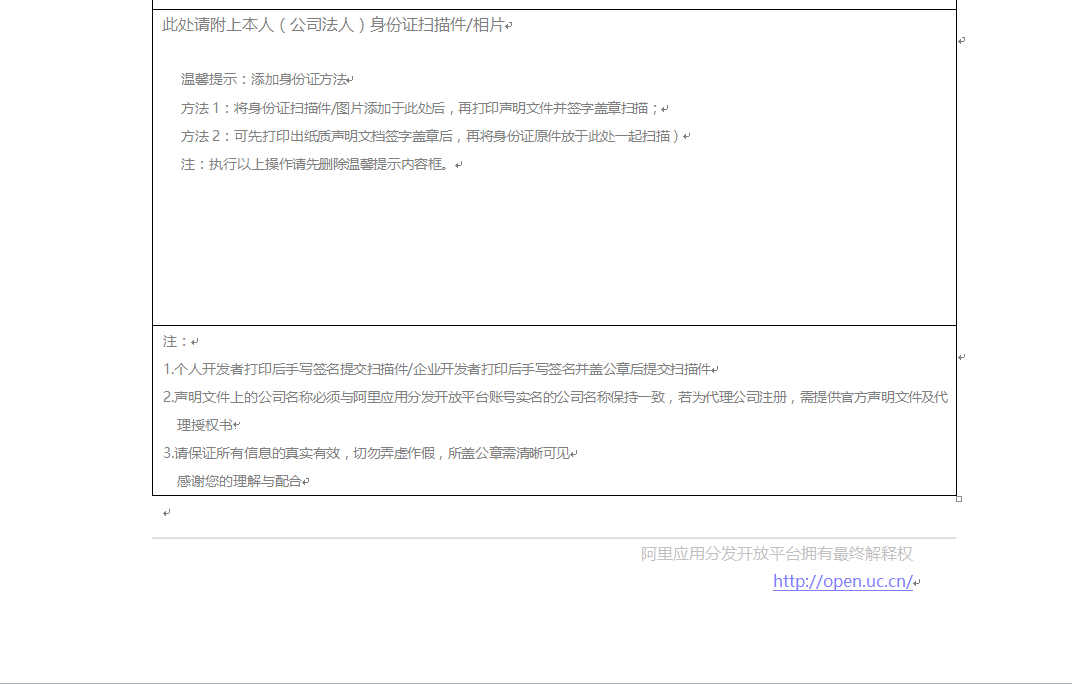 此处请附上本人（公司法人）身份证扫描件/相片
温馨提示：添加身份证方法
方法 1：将身份证扫描件/图片添加于此处后，再打印声明文件并签字盖章扫描；
方法 2：可先打印出纸质声明文档签字盖章后，再将身份证原件放于此处一起扫描）
注：执行以上操作请先删除温馨提示内容框。
注：
1.个人开发者打印后手写签名提交扫描件/企业开发者打印后手写签名并盖公章后提交扫描件
2.声明文件上的公司名称必须与阿里应用分发开放平台账号实名的公司名称保持一致，若为代理公司注册，需提供官方声明文件及代
理授权书
3.请保证所有信息的真实有效，切勿弄虚作假，所盖公章需清晰可见
感谢您的理解与配合
阿里应用分发开放平台拥有最终解释权
http://open.uc.cn/